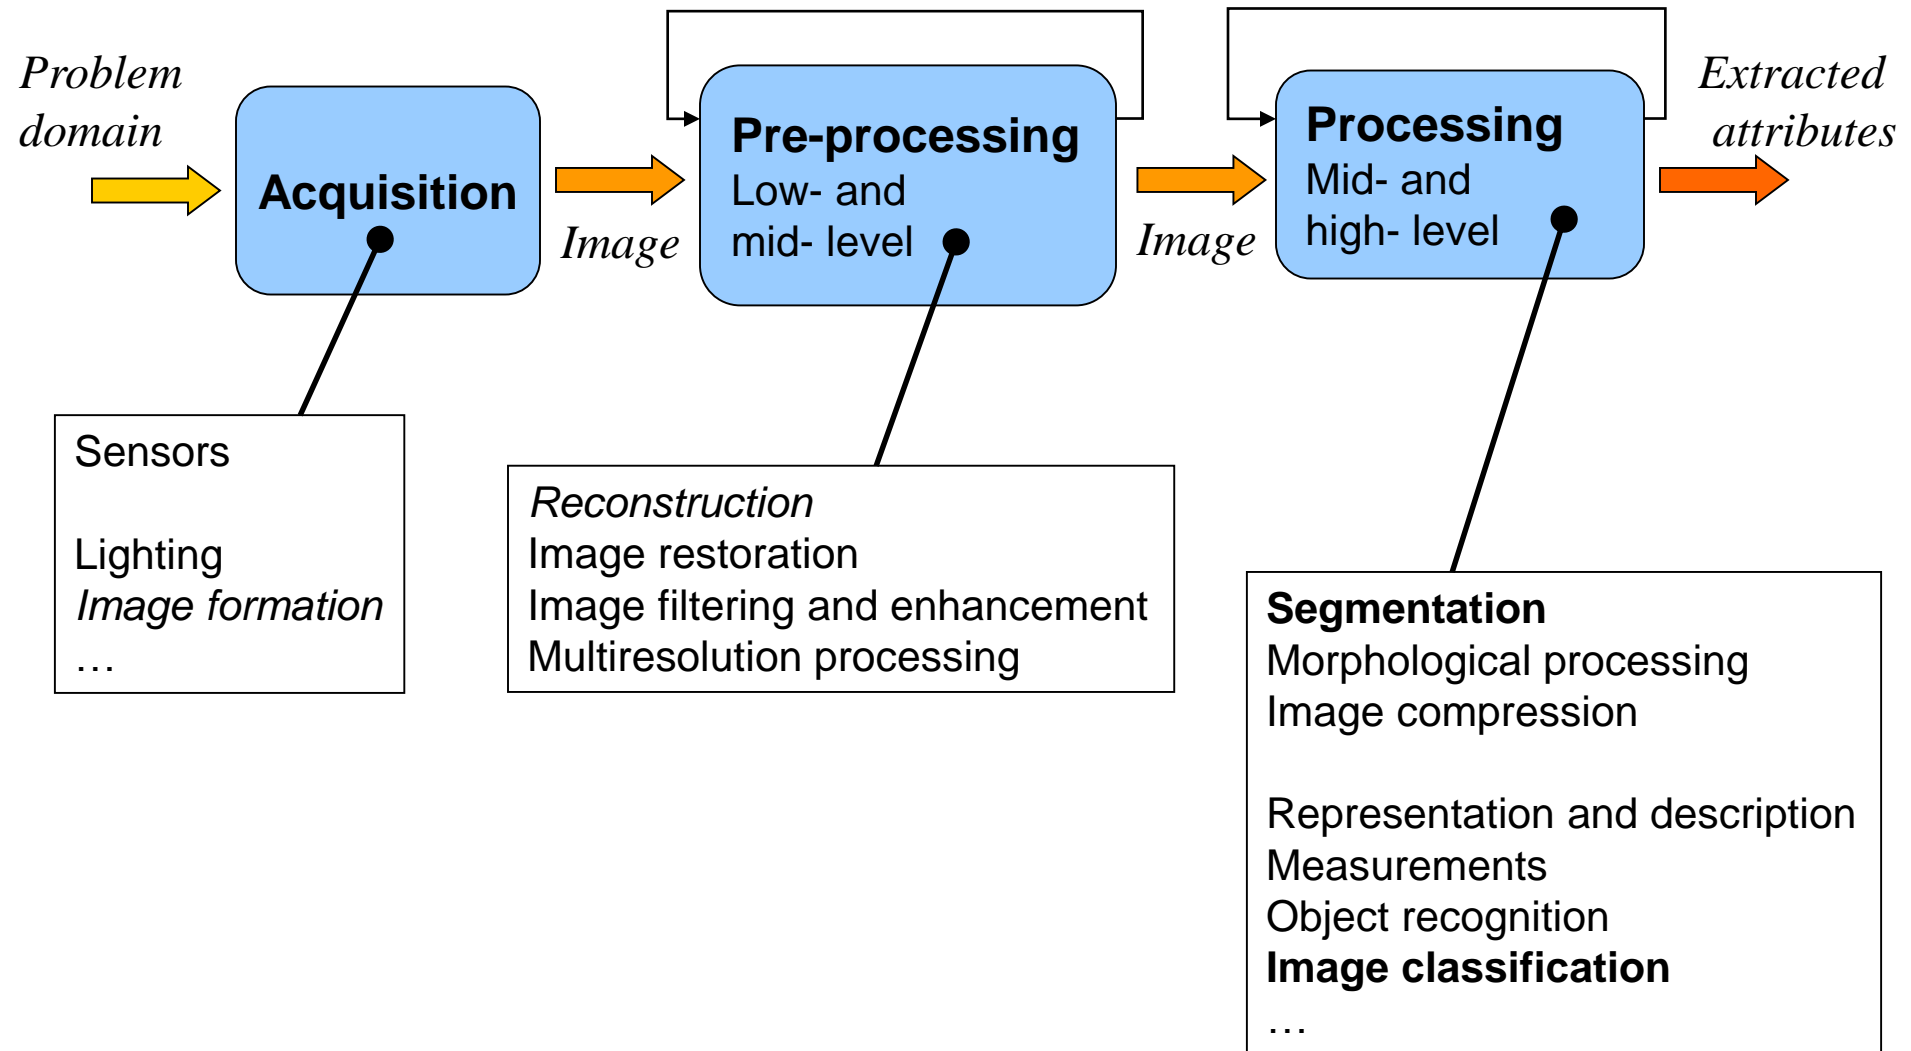 Problem
domain
Acquisition
Image
Pre-processing
Low- and
mid- level
Image
Processing
Mid- and
high- level
Extracted
attributes
Sensors
Lighting
Image formation
…
Reconstruction
Image restoration
Image filtering and enhancement
Multiresolution processing
Segmentation
Morphological processing
Image compression
Representation and description
Measurements
Object recognition
Image classification
…